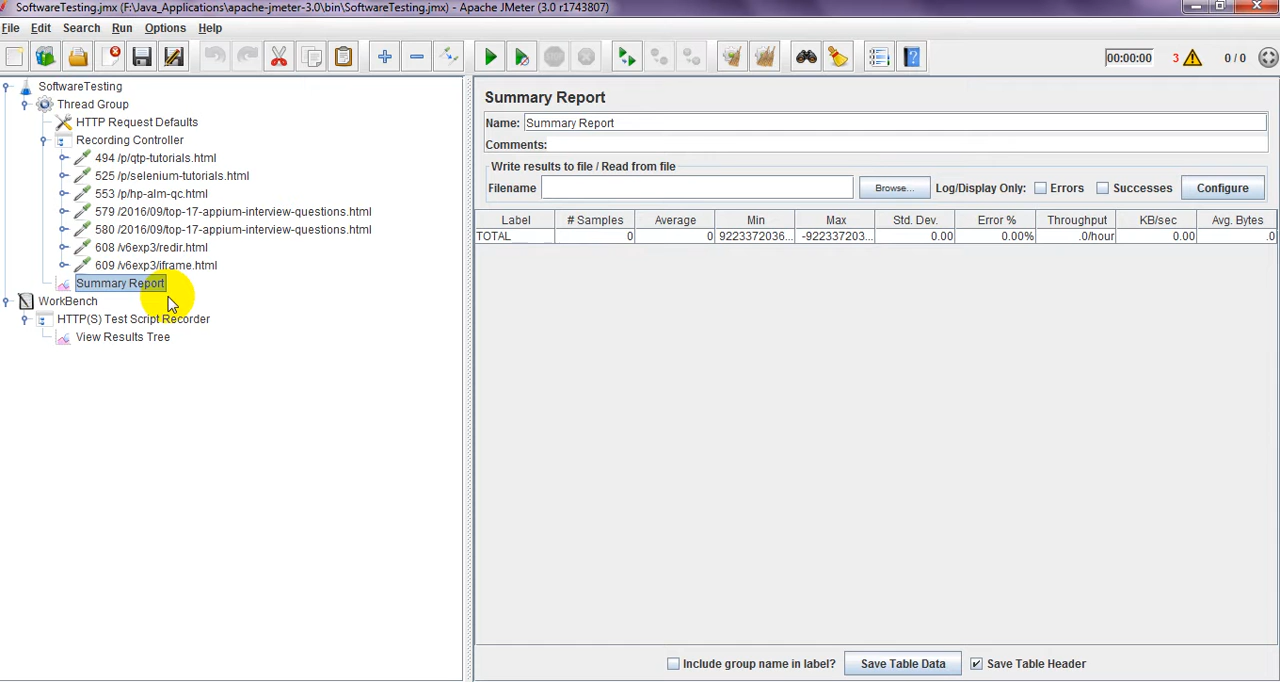 SoftwareTesting.jmx (F:\Java_Applications\apache-jmeter-3.0\bin\SoftwareTesting.jmx) - Apache JMeter (3.0 r1743807)
File Edit Search Run Options Help
00:00:00 3 0 / 0
SoftwareTesting
Thread Group
HTTP Request Defaults
Recording Controller
494 /p/qtp-tutorials.html
525 /p/selenium-tutorials.html
553 /p/hp-alm-qc.html
579 /2016/09/top-17-appium-interview-questions.html
580 /2016/09/top-17-appium-interview-questions.html
608 /v6exp3/redir.html
609 /v6exp3/iframe.html
Summary Report
WorkBench
HTTP(S) Test Script Recorder
View Results Tree
Summary Report
Name: Summary Report
Comments:
Write results to file / Read from file
Filename Browse... Log/Display Only: Errors Successes Configure
Label # Samples Average Min Max Std. Dev. Error % Throughput KB/sec Avg. Bytes
TOTAL 0 0 9223372036... -922337203... 0.00 0.00% .0/hour 0.00 .0
Include group name in label? Save Table Data Save Table Header